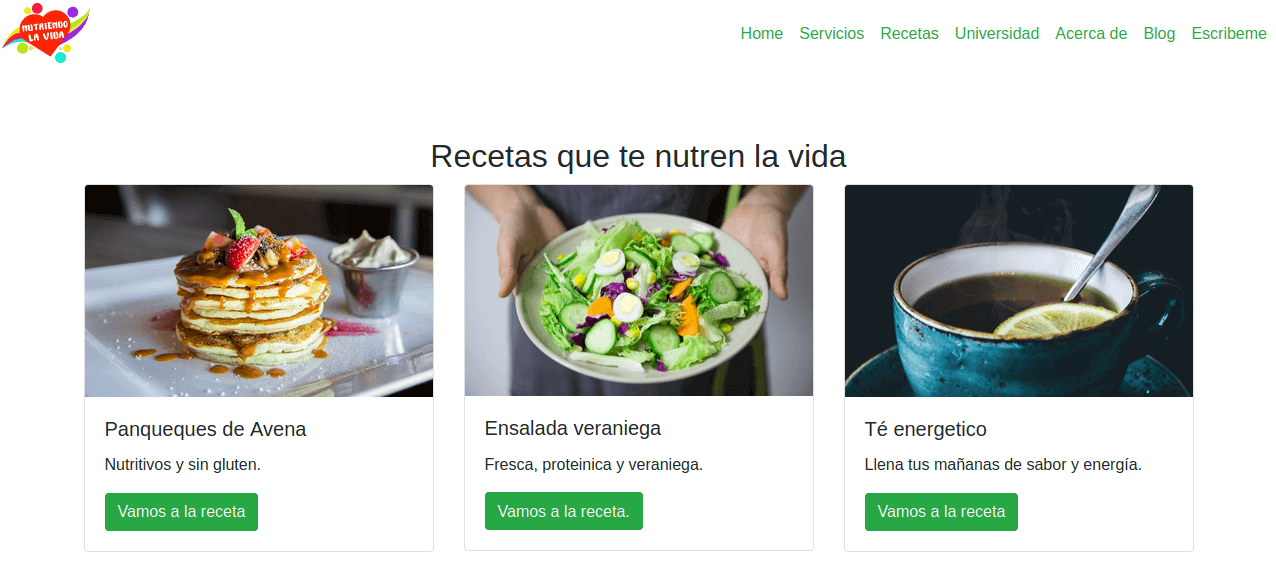 NUTRIENDO
LA VIDA
Home Servicios Recetas Universidad Acerca de Blog Escribeme
Recetas que te nutren la vida
Panqueques de Avena
Nutritivos y sin gluten.
Vamos a la receta
Ensalada veraniega
Fresca, proteinica y veraniega.
Vamos a la receta.
Té energetico
Llena tus mañanas de sabor y energía.
Vamos a la receta